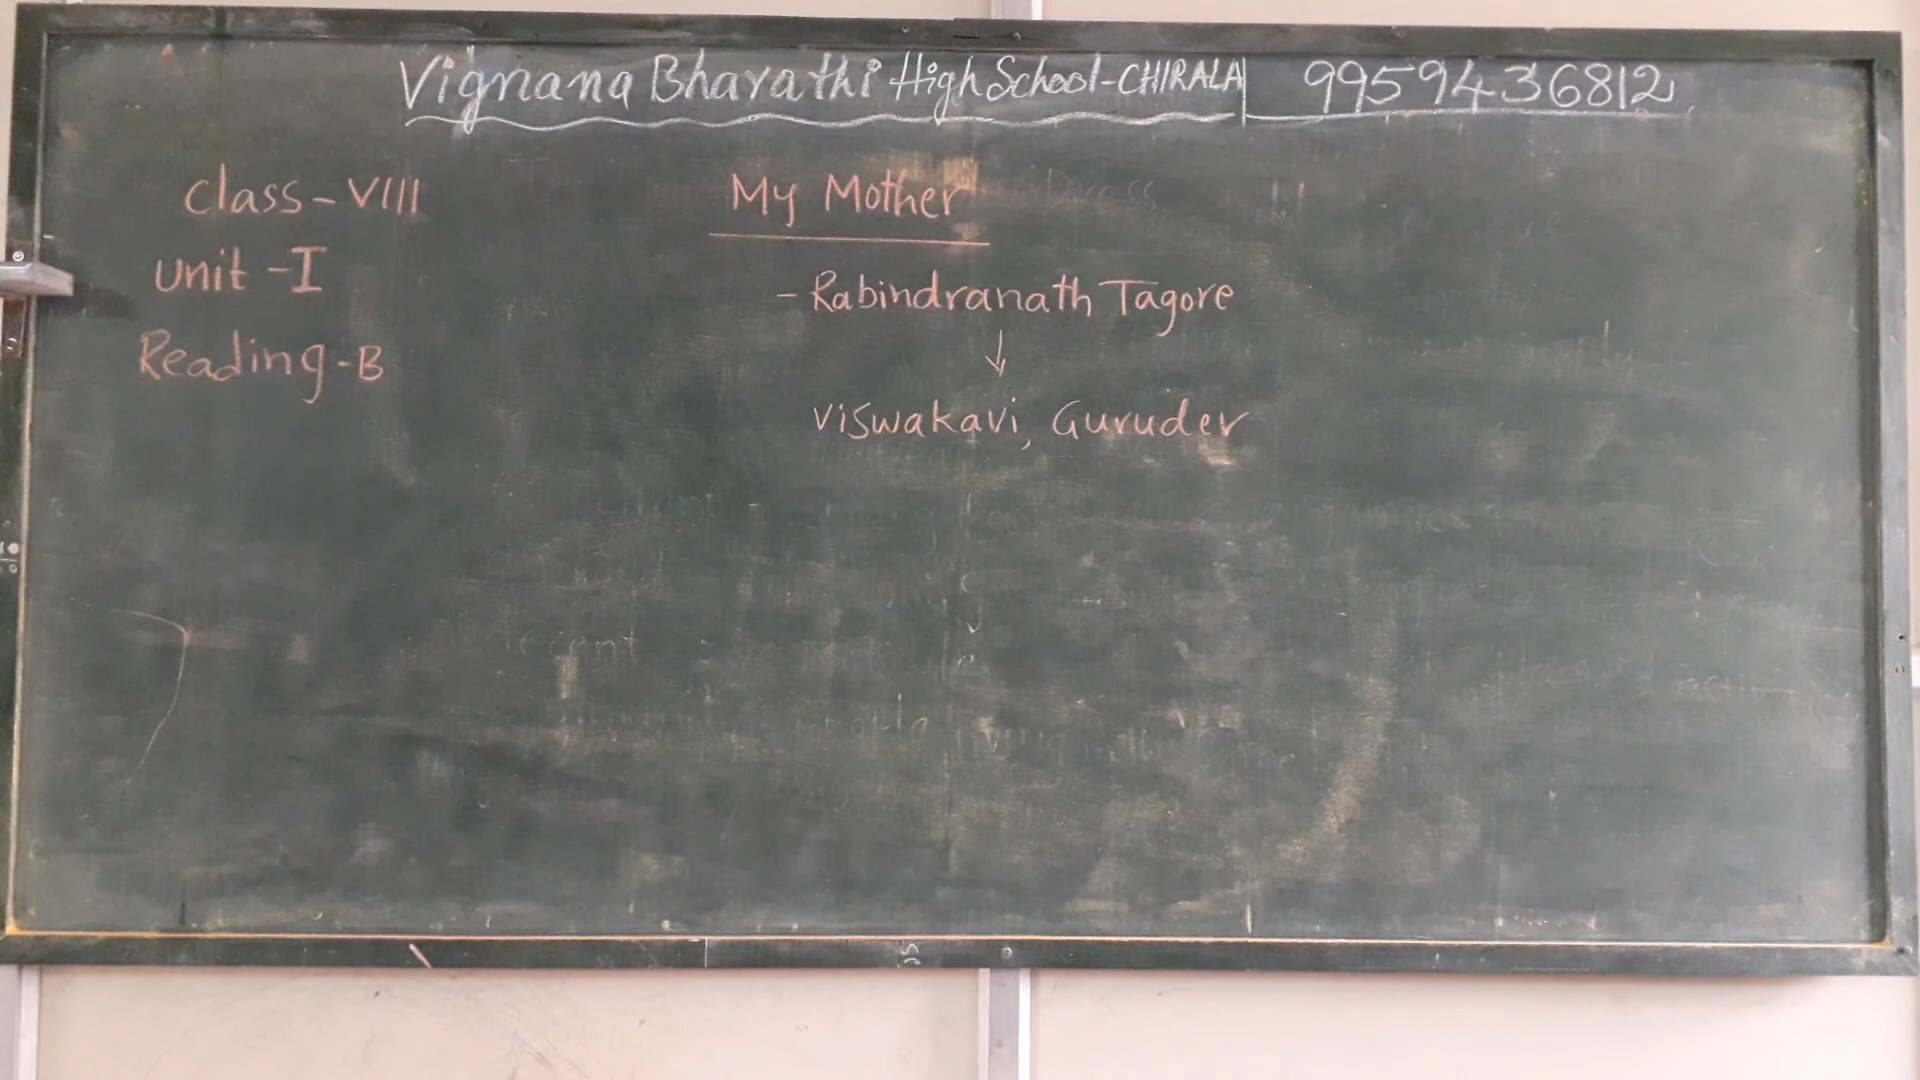 Vignana Bharathi High School-CHIRALA 9959436812
class-VIII
unit-I
Reading-B
My Mother
- Rabindranath Tagore
↓
Viswakavi, Gurudev